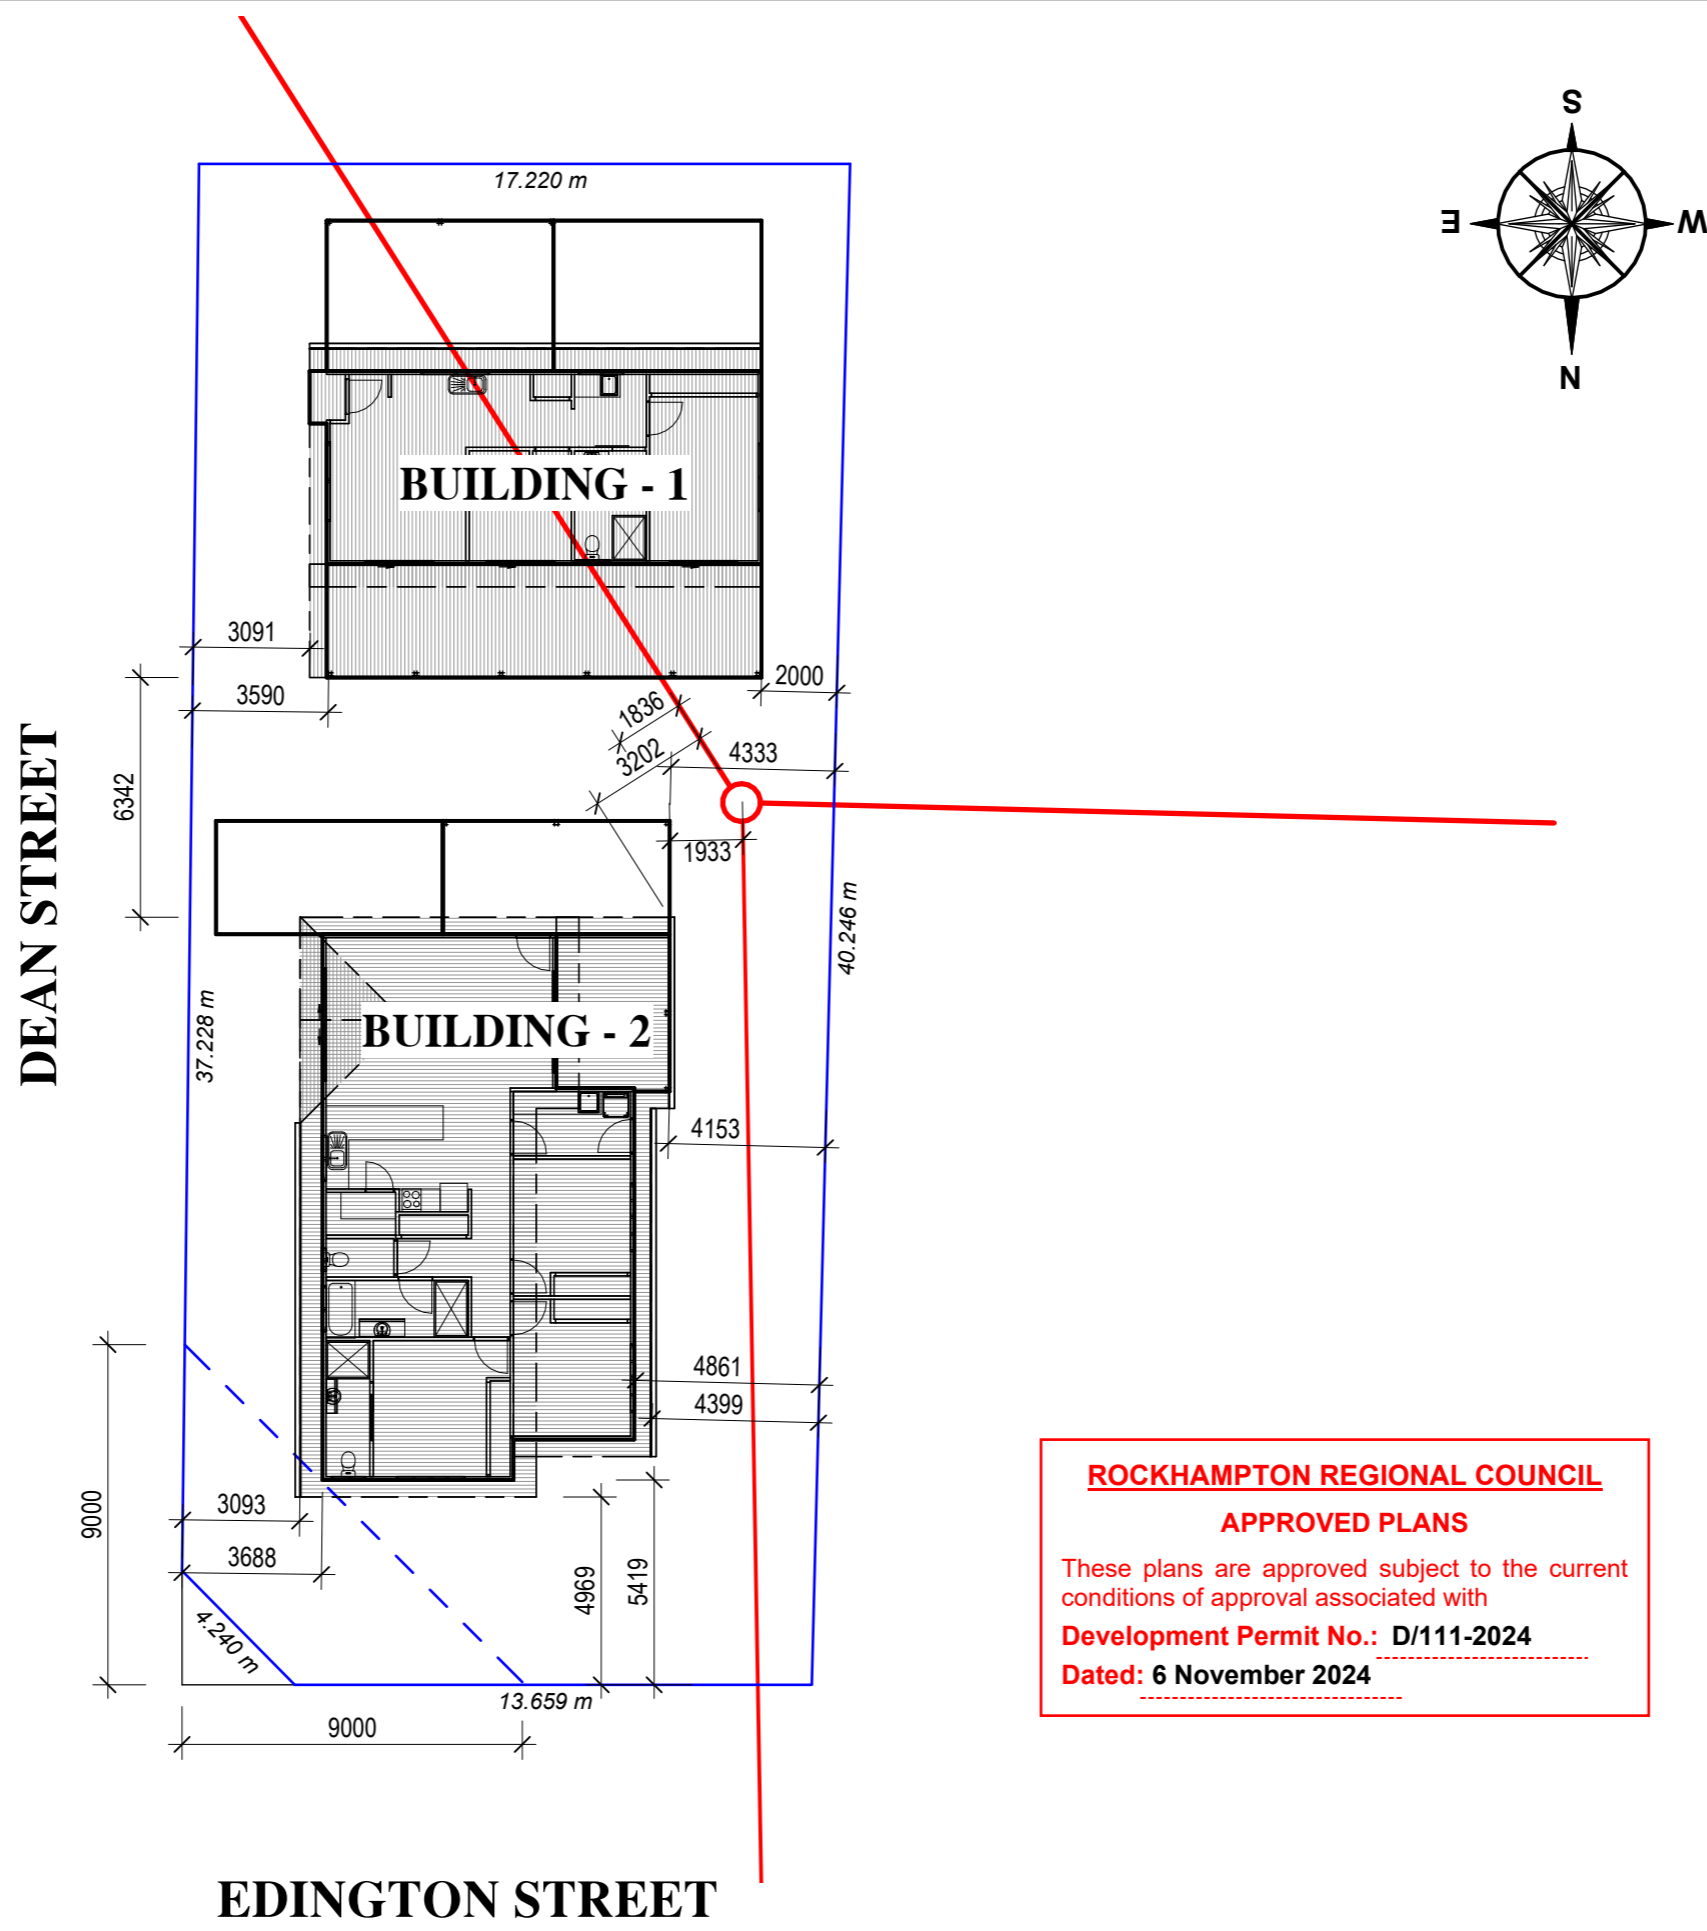 S
E
W
N
17.220 m
BUILDING - 1
3091
3590
2000
1836
3202
4333
6342
1933
DEAN STREET
40.246 m
37.228 m
BUILDING - 2
4153
4861
4399
9000
3093
3688
4969
5419
4.240 m
13.659 m
9000
EDINGTON STREET
ROCKHAMPTON REGIONAL COUNCIL
APPROVED PLANS
These plans are approved subject to the current
conditions of approval associated with
Development Permit No.: D/111-2024
Dated: 6 November 2024